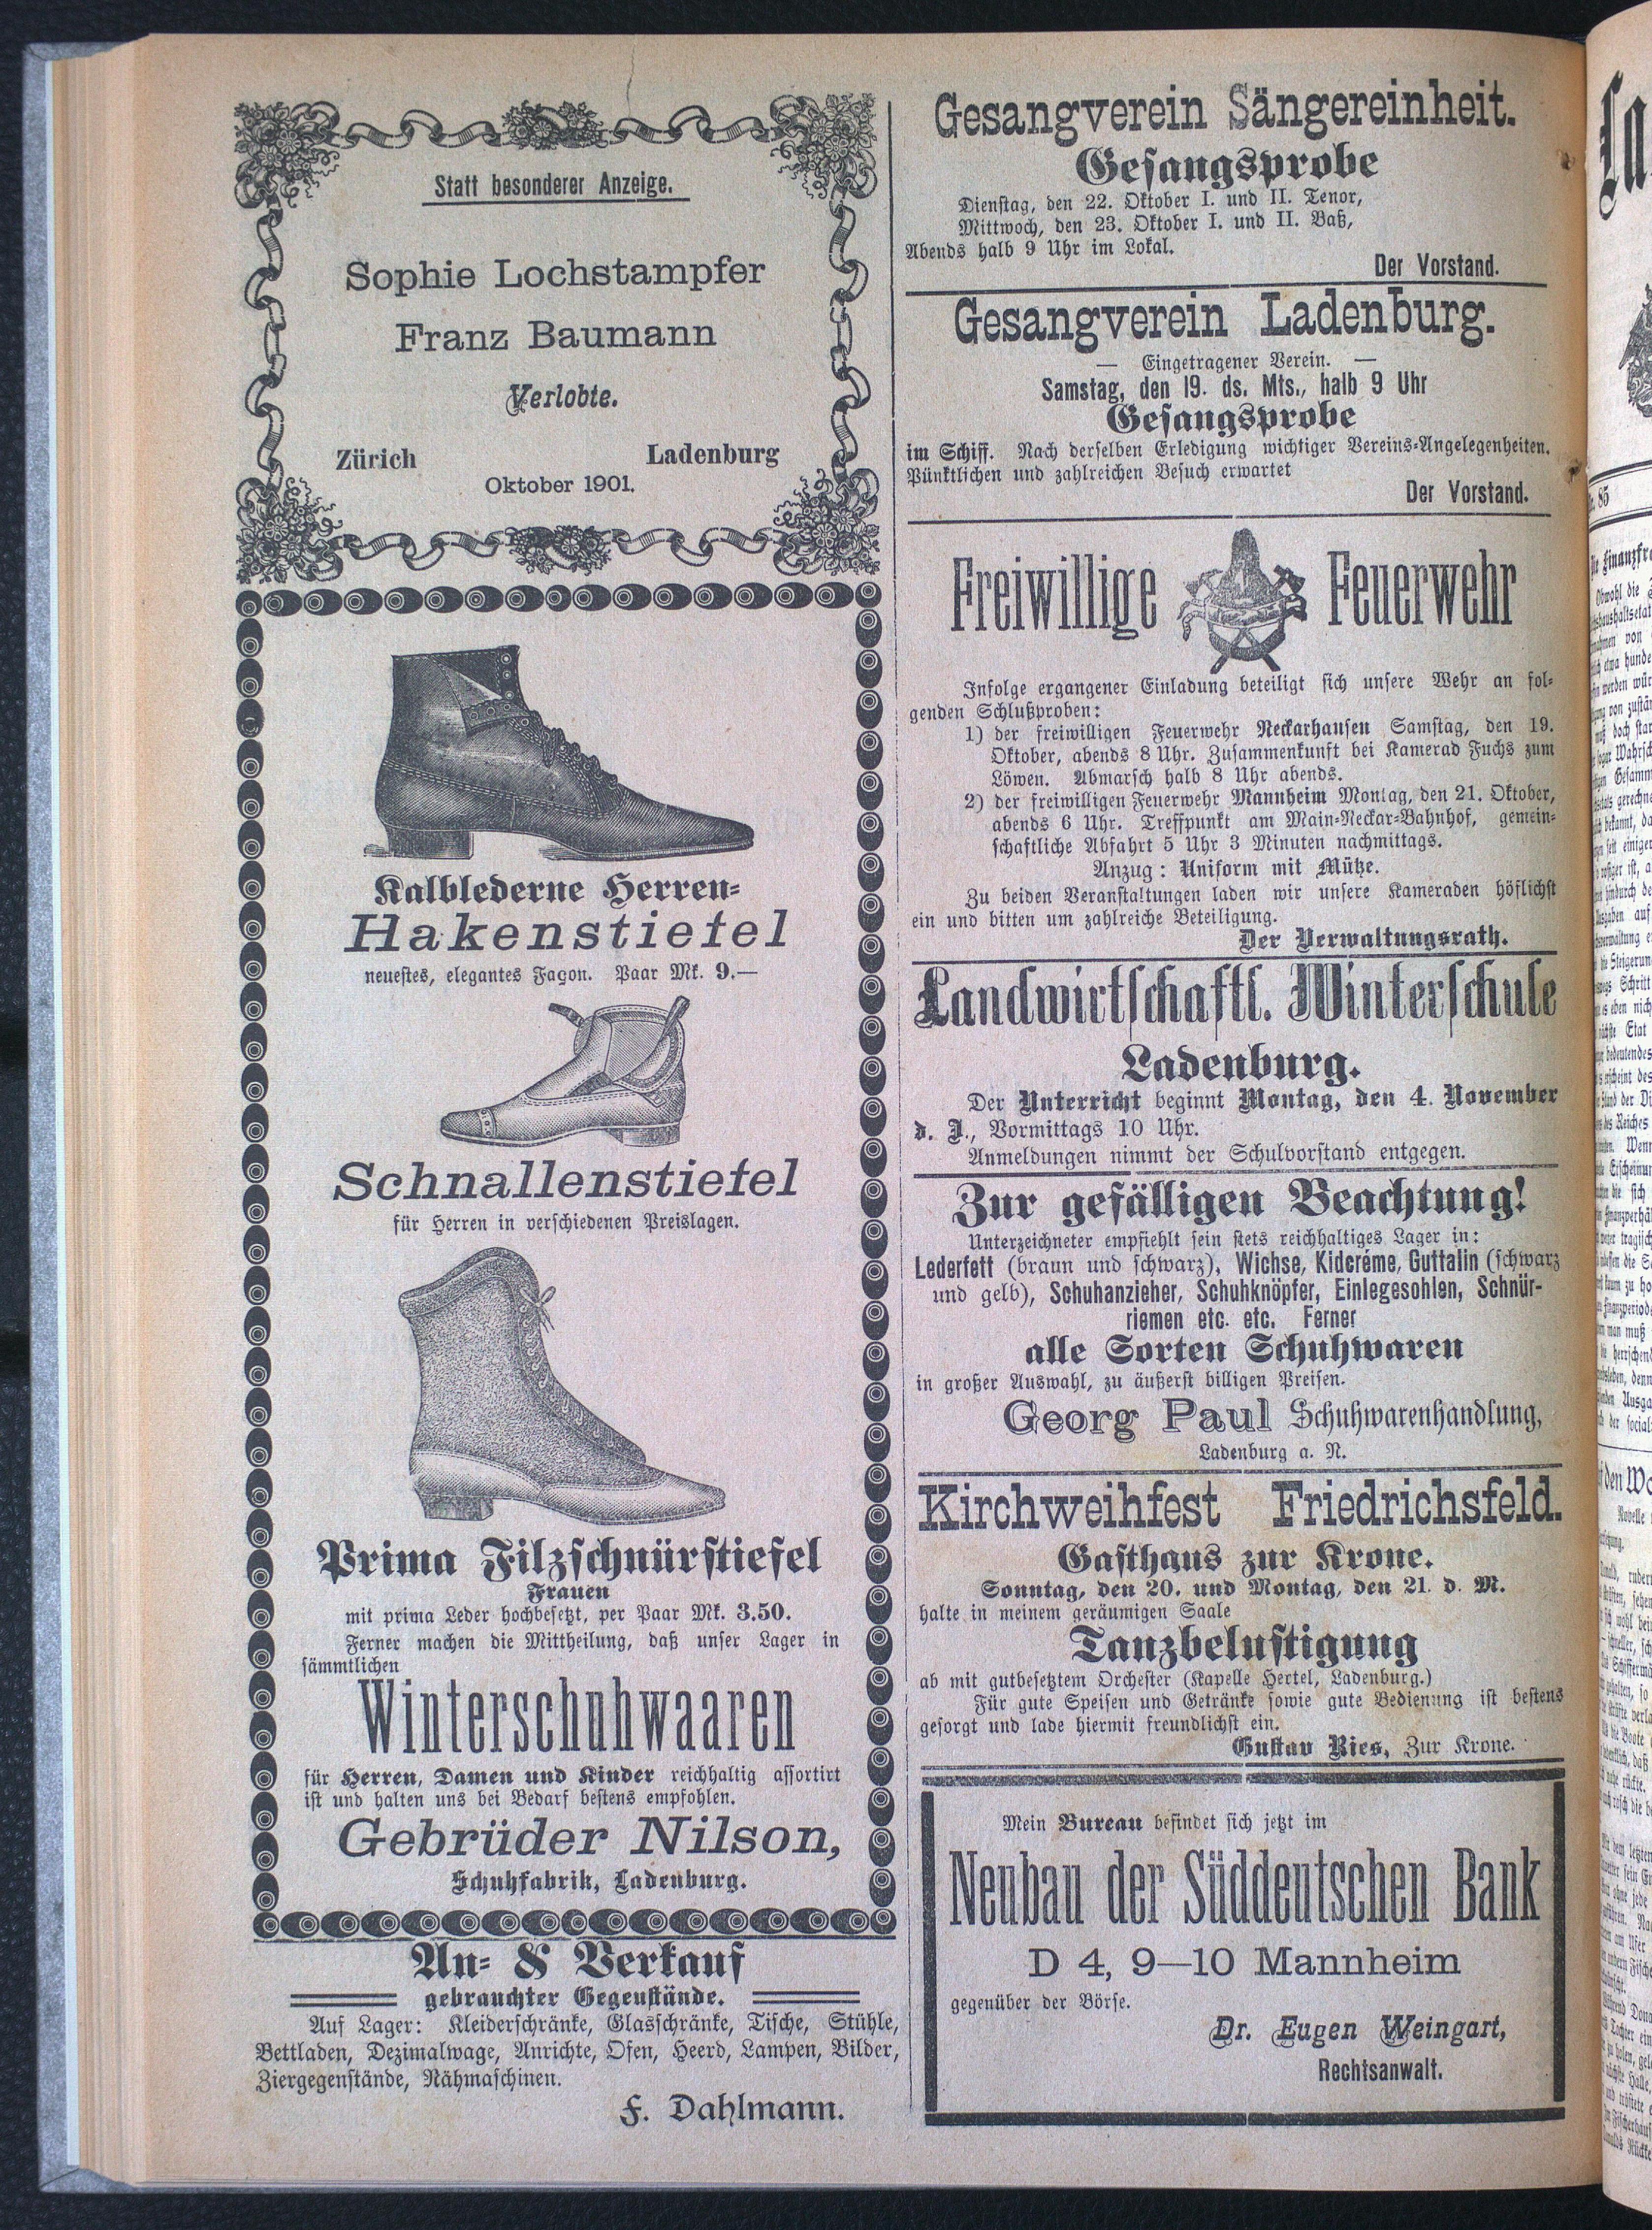 Statt besonderer Anzeige.
Sophie Lochstampfer
Franz Baumann
Verlobte.
Zürich Ladenburg
Oktober 1901.
Kalblederne Herren-
Hakenstiefel
neuestes, elegantes Façon. Paar Mk. 9.—
Schnallenstiefel
für Herren in verschiedenen Preislagen.
Prima Filzschnürstiefel
Frauen
mit prima Leder hochbesetzt, per Paar Mk. 3.50.
Ferner machen die Mittheilung, daß unser Lager in
sämmtlichen
Winterschuhwaaren
für Herren, Damen und Kinder reichhaltig assortirt
ist und halten uns bei Bedarf bestens empfohlen.
Gebrüder Nilson,
Schuhfabrik, Ladenburg.
An- & Verkauf
gebrauchter Gegenstände.
Auf Lager: Kleiderschränke, Glasschränke, Tische, Stühle,
Bettladen, Dezimalwage, Anrichte, Ofen, Heerd, Lampen, Bilder,
Ziergegenstände, Nähmaschinen.
F. Dahlmann.
Gesangverein Sängereinheit.
Gesangsprobe
Dienstag, den 22. Oktober I. und II. Tenor,
Mittwoch, den 23. Oktober I. und II. Baß,
Abends halb 9 Uhr im Lokal.
Der Vorstand.
Gesangverein Ladenburg.
— Eingetragener Verein. —
Samstag, den 19. ds. Mts., halb 9 Uhr
Gesangsprobe
im Schiff. Nach derselben Erledigung wichtiger Vereins-Angelegenheiten.
Pünktlichen und zahlreichen Besuch erwartet
Der Vorstand.
Freiwillige Feuerwehr
Infolge ergangener Einladung beteiligt sich unsere Wehr an fol-
genden Schlußproben:
1) der freiwilligen Feuerwehr Neckarhausen Samstag, den 19.
Oktober, abends 8 Uhr. Zusammenkunft bei Kamerad Fuchs zum
Löwen. Abmarsch halb 8 Uhr abends.
2) der freiwilligen Feuerwehr Mannheim Montag, den 21. Oktober,
abends 6 Uhr. Treffpunkt am Main-Neckar-Bahnhof, gemein-
schaftliche Abfahrt 5 Uhr 3 Minuten nachmittags.
Anzug: Uniform mit Mütze.
Zu beiden Veranstaltungen laden wir unsere Kameraden höflichst
ein und bitten um zahlreiche Beteiligung.
Der Verwaltungsrath.
Landwirtschaftl. Winterschule
Ladenburg.
Der Unterricht beginnt Montag, den 4. November
d. J., Vormittags 10 Uhr.
Anmeldungen nimmt der Schulvorstand entgegen.
Zur gefälligen Beachtung!
Unterzeichneter empfiehlt sein stets reichhaltiges Lager in:
Lederfett (braun und schwarz), Wichse, Kidcréme, Guttalin (schwarz
und gelb), Schuhanzieher, Schuhknöpfer, Einlegesohlen, Schnür-
riemen etc. etc. Ferner
alle Sorten Schuhwaren
in großer Auswahl, zu äußerst billigen Preisen.
Georg Paul Schuhwarenhandlung,
Ladenburg a. N.
Kirchweihfest Friedrichsfeld.
Gasthaus zur Krone.
Sonntag, den 20. und Montag, den 21. d. M.
halte in meinem geräumigen Saale
Tanzbelustigung
ab mit gutbesetztem Orchester (Kapelle Hertel, Ladenburg.)
Für gute Speisen und Getränke sowie gute Bedienung ist bestens
gesorgt und lade hiermit freundlichst ein.
Gustav Ries, Zur Krone.
Mein Bureau befindet sich jetzt im
Neubau der Süddeutschen Bank
D 4, 9—10 Mannheim
gegenüber der Börse.
Dr. Eugen Weingart,
Rechtsanwalt.